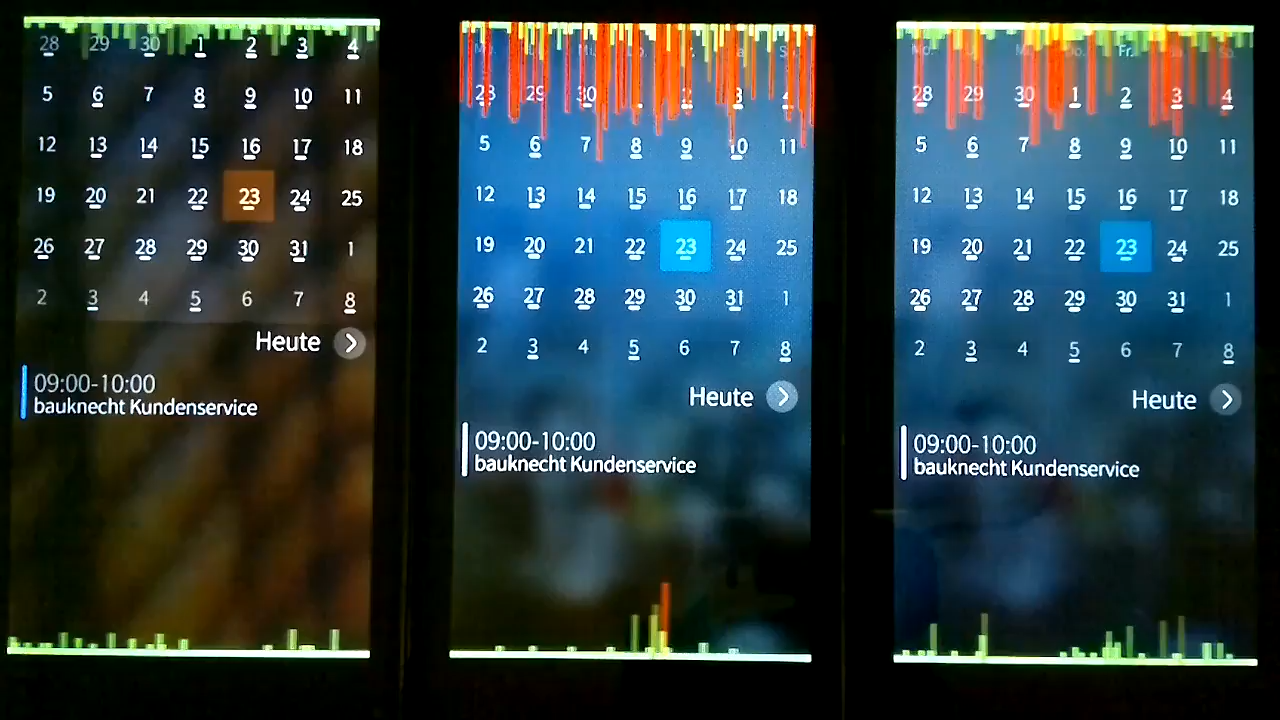 28 29 30 1 2 3 4
5 6 7 8 9 10 11
12 13 14 15 16 17 18
19 20 21 22 23 24 25
26 27 28 29 30 31 1
2 3 4 5 6 7 8
Heute
09:00-10:00
bauknecht Kundenservice
28 29 30 2 3 4
5 6 7 8 9 10 11
12 13 14 15 16 17 18
19 20 21 22 23 24 25
26 27 28 29 30 31 1
2 3 4 5 6 7 8
Heute
09:00-10:00
bauknecht Kundenservice
Fr.
28 29 30 1 2 3 4
5 6 7 8 9 10 11
12 13 14 15 16 17 18
19 20 21 22 23 24 25
26 27 28 29 30 31 1
2 3 4 5 6 7 8
Heute
09:00-10:00
bauknecht Kundenservice